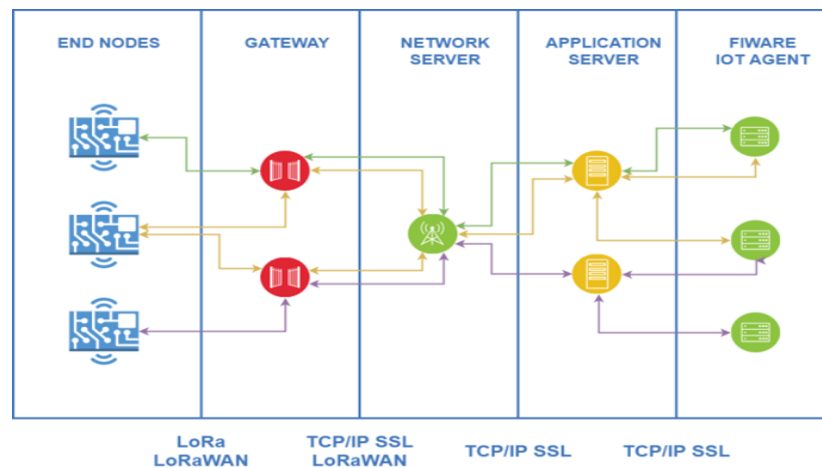 END NODES
GATEWAY
NETWORK
SERVER
APPLICATION
SERVER
FIWARE
IOT AGENT
LoRa
LoRaWAN
TCP/IP SSL
LoRaWAN
TCP/IP SSL
TCP/IP SSL